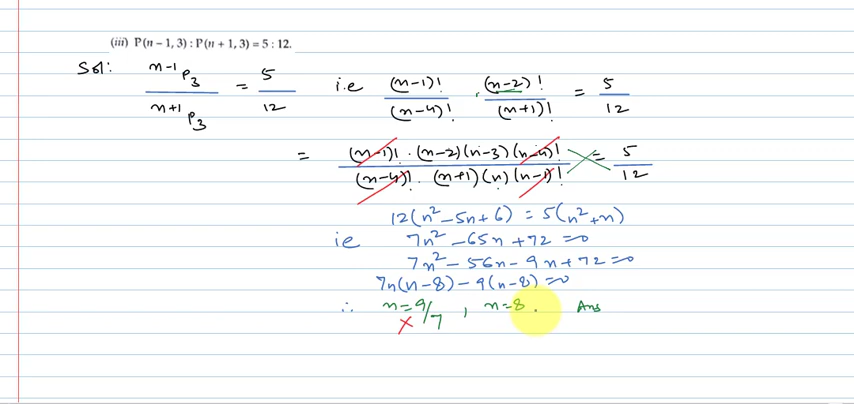 (iii) P(n − 1, 3) : P(n + 1, 3) = 5 : 12.
Sol: n-1P3 / n+1P3 = 5/12 i.e (n-1)!/(n-4)! . (n-2)!/(n+1)! = 5/12
= (n-1)! . (n-2)(n-3)(n-4)! / (n-4)! . (n+1)(n)(n-1)! = 5/12
12(n²-5n+6) = 5(n²+n)
ie 7n²-65n+72=0
7n²-56n-9n+72=0
7n(n-8)-9(n-8)=0
∴ n=9/7 , n=8. Ans
×